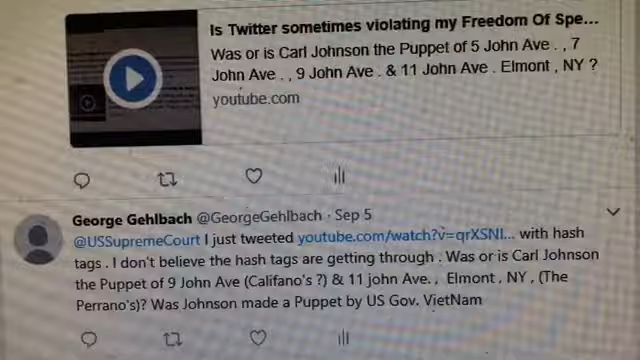 Is Twitter sometimes violating my Freedom Of Spe...
Was or is Carl Johnson the Puppet of 5 John Ave . , 7
John Ave . , 9 John Ave . & 11 John Ave . Elmont , NY ?
youtube.com
George Gehlbach @GeorgeGehlbach · Sep 5
@USSupremeCourt I just tweeted youtube.com/watch?v=qrXSNI... with hash
tags . I don't believe the hash tags are getting through . Was or is Carl Johnson
the Puppet of 9 John Ave (Califano's ?) & 11 john Ave. , Elmont , NY , (The
Perrano's)? Was Johnson made a Puppet by US Gov. VietNam